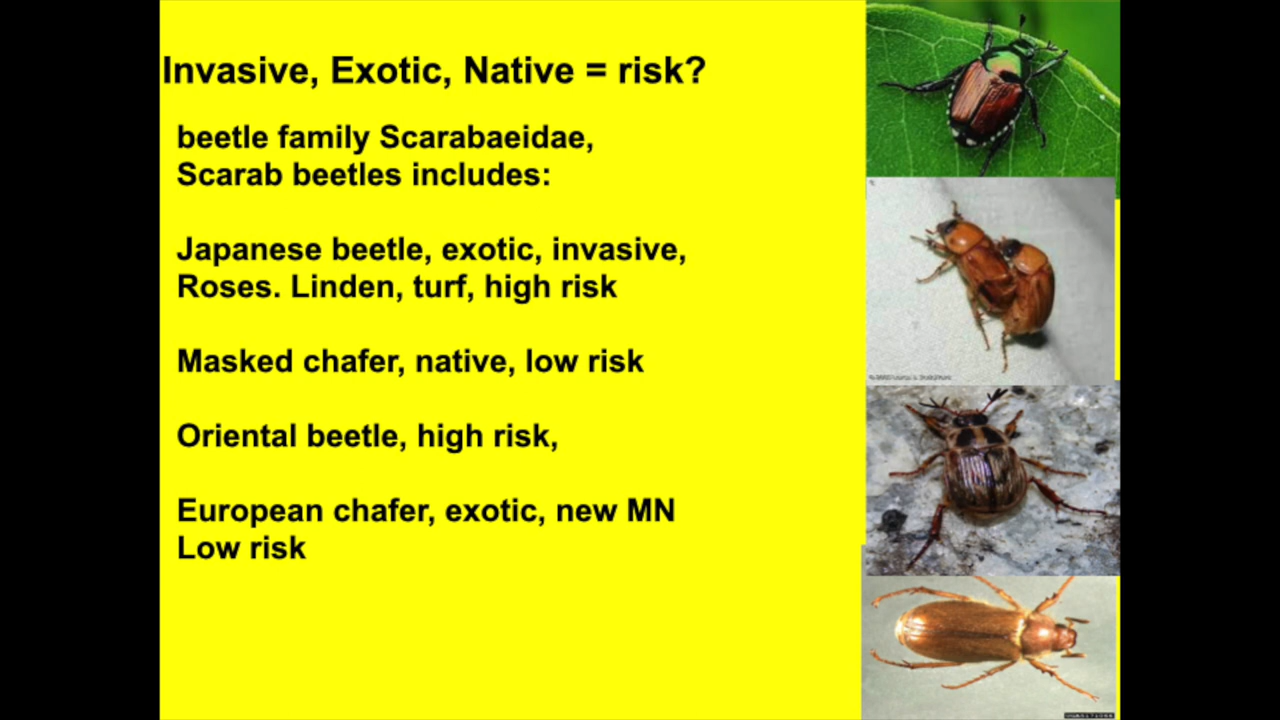 Invasive, Exotic, Native = risk?
beetle family Scarabaeidae,
Scarab beetles includes:
Japanese beetle, exotic, invasive,
Roses. Linden, turf, high risk
Masked chafer, native, low risk
Oriental beetle, high risk,
European chafer, exotic, new MN
Low risk